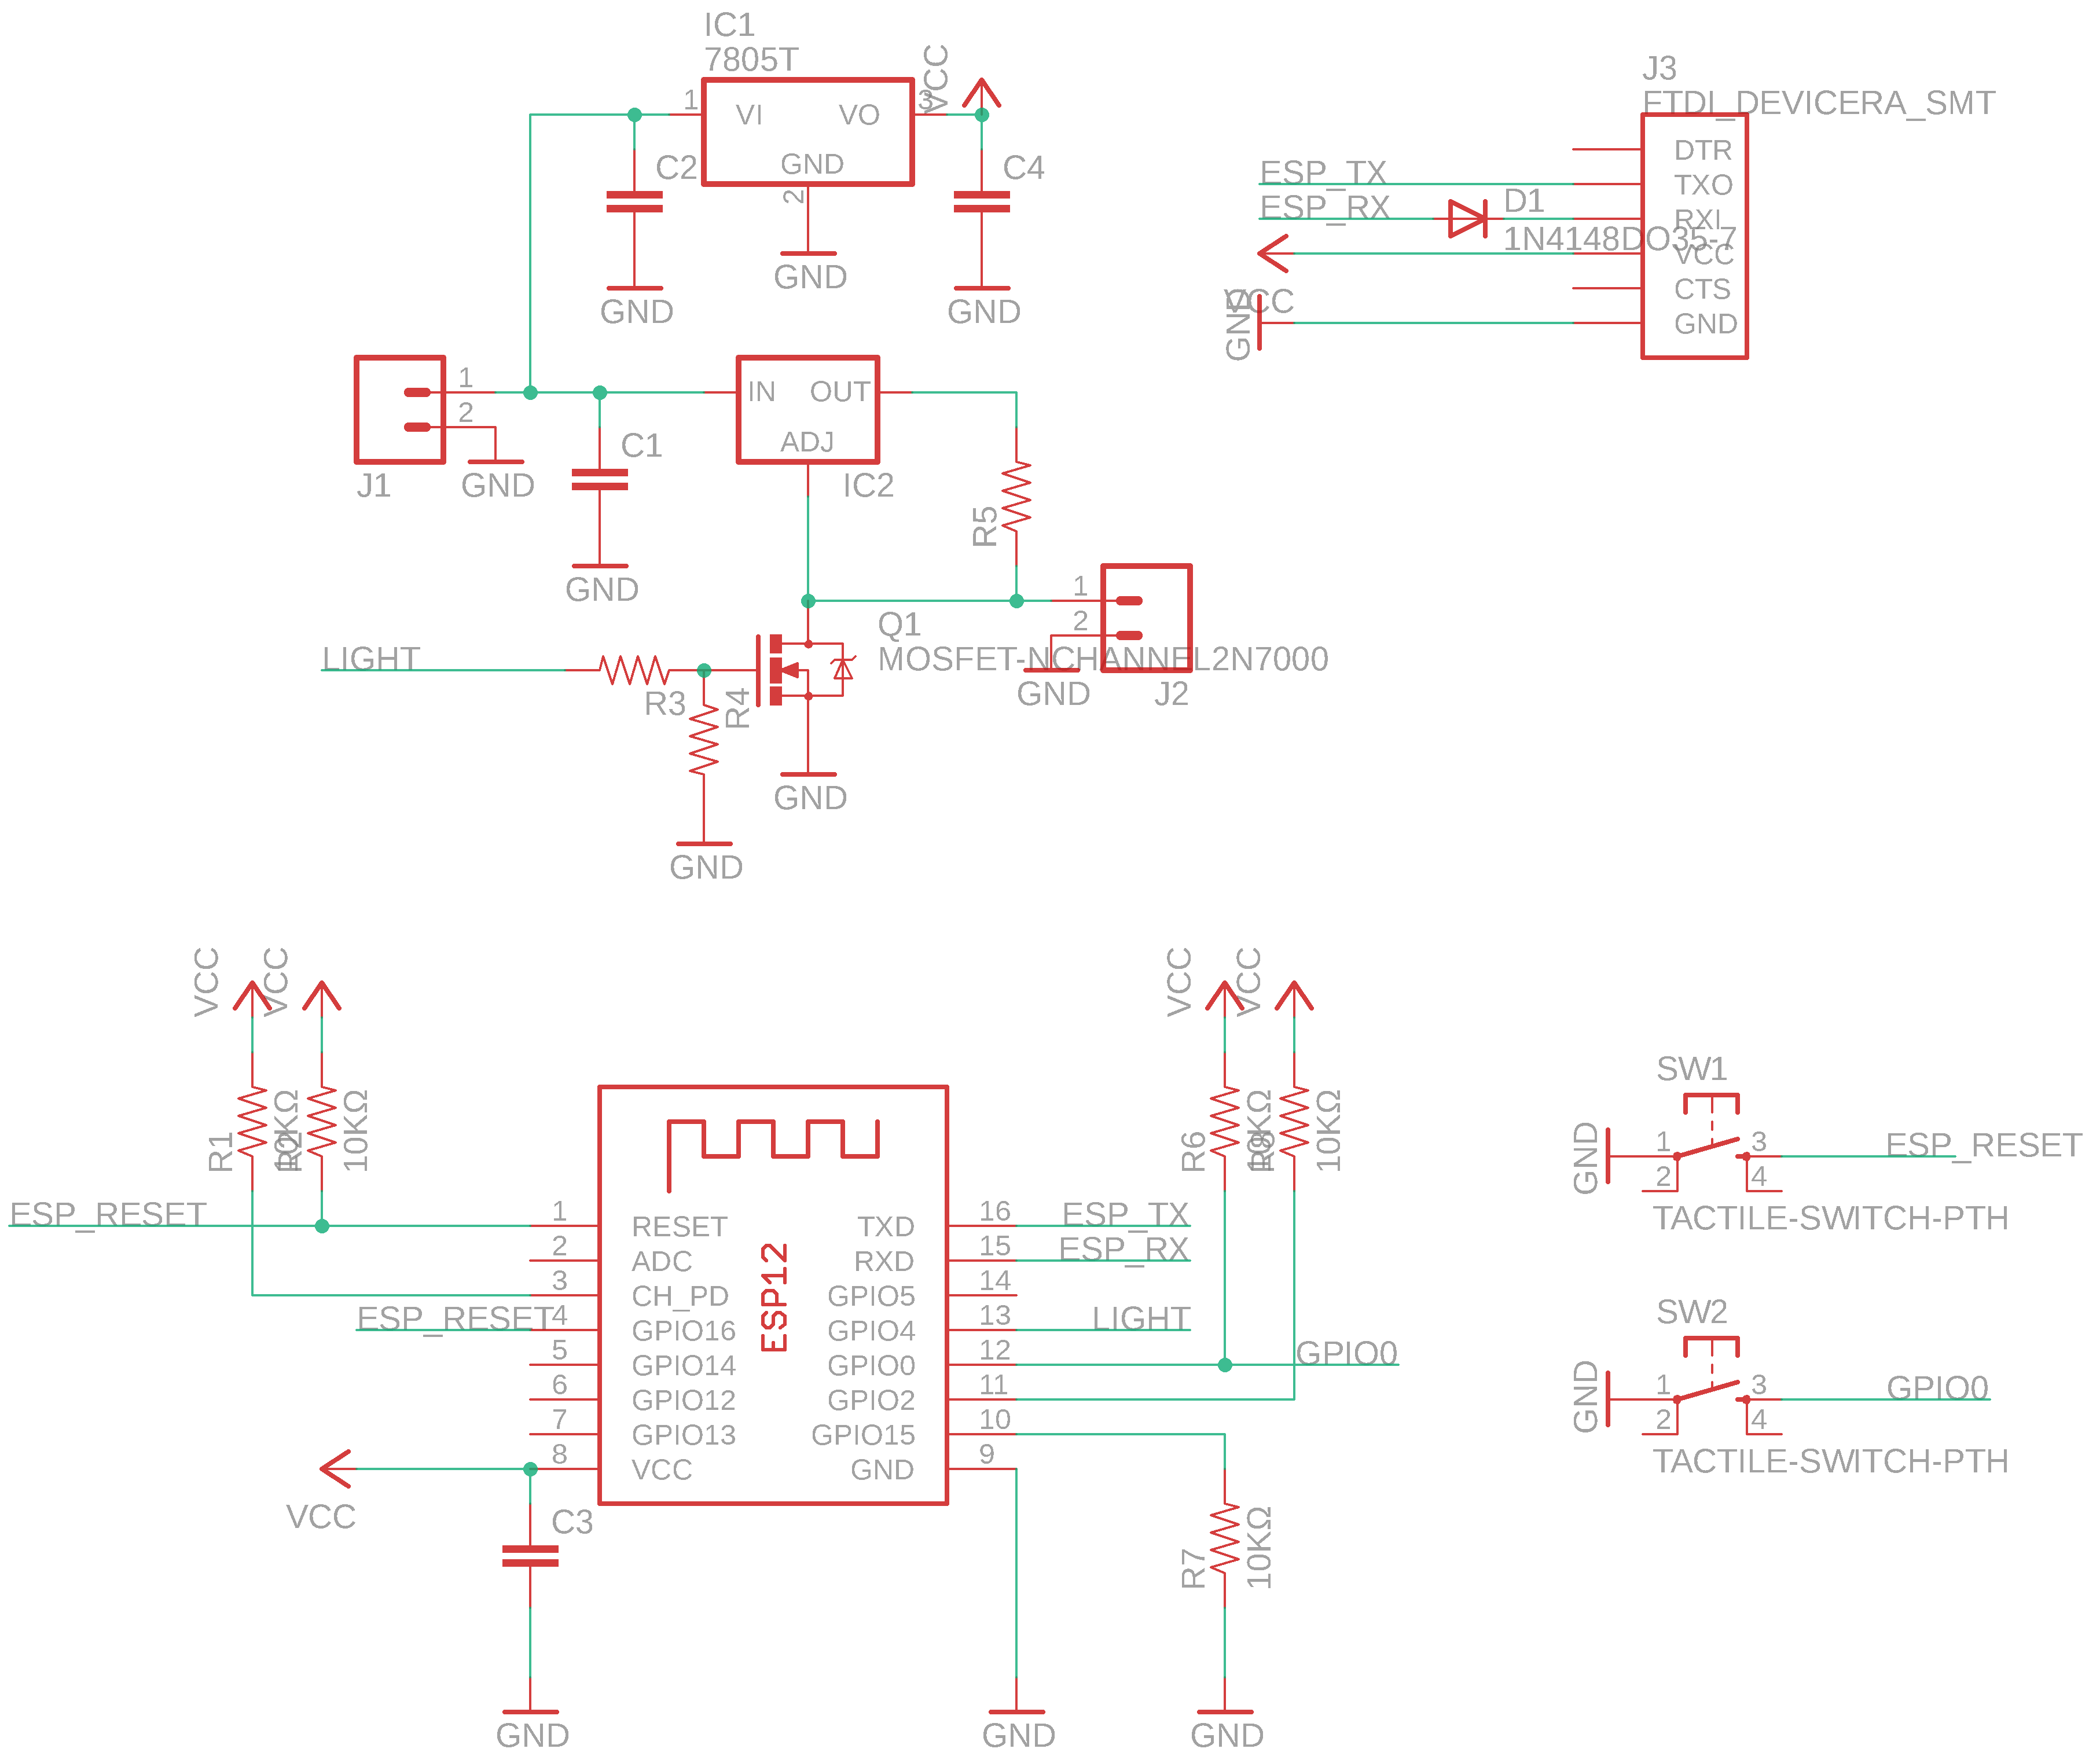 IC1
7805T
1
VI
VO
3
VCC
GND
2
C2
C4
GND
GND
GND
J3
FTDI_DEVICERA_SMT
DTR
ESP_TX
TXO
ESP_RX
D1
RXI
1N4148DO35-7
VCC
VCC
CTS
GND
GND
1
2
J1
GND
C1
GND
IN
OUT
ADJ
IC2
R5
1
2
J2
GND
Q1
MOSFET-NCHANNEL2N7000
LIGHT
R3
R4
GND
GND
VCC
VCC
R1
10KΩ
R2
10KΩ
VCC
VCC
R6
10KΩ
R8
10KΩ
ESP_RESET
ESP12
1
RESET
2
ADC
3
CH_PD
ESP_RESET
4
GPIO16
5
GPIO14
6
GPIO12
7
GPIO13
8
VCC
TXD
16
ESP_TX
RXD
15
ESP_RX
GPIO5
14
GPIO4
13
LIGHT
GPIO0
12
GPIO0
GPIO2
11
GPIO15
10
GND
9
VCC
C3
GND
GND
R7
10KΩ
GND
SW1
GND
1
2
3
4
ESP_RESET
TACTILE-SWITCH-PTH
SW2
GND
1
2
3
4
GPIO0
TACTILE-SWITCH-PTH